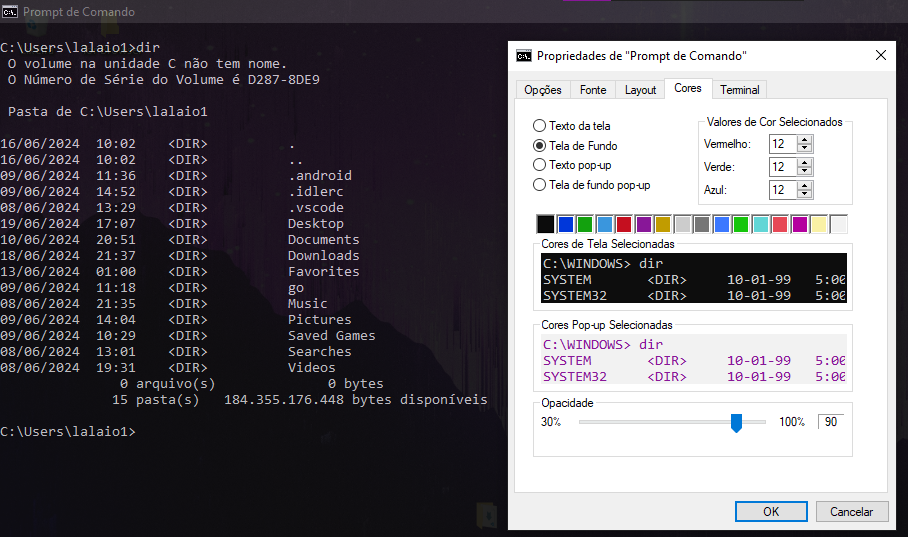 Prompt de Comando
C:\Users\lalaio1>dir
O volume na unidade C não tem nome.
O Número de Série do Volume é D287-8DE9
Pasta de C:\Users\lalaio1
16/06/2024  10:02    <DIR>          .
16/06/2024  10:02    <DIR>          ..
09/06/2024  11:36    <DIR>          .android
09/06/2024  14:52    <DIR>          .idlerc
08/06/2024  13:29    <DIR>          .vscode
19/06/2024  17:07    <DIR>          Desktop
10/06/2024  20:51    <DIR>          Documents
18/06/2024  21:37    <DIR>          Downloads
13/06/2024  01:00    <DIR>          Favorites
09/06/2024  11:18    <DIR>          go
08/06/2024  21:35    <DIR>          Music
09/06/2024  14:04    <DIR>          Pictures
09/06/2024  10:29    <DIR>          Saved Games
08/06/2024  13:01    <DIR>          Searches
08/06/2024  19:31    <DIR>          Videos
0 arquivo(s)              0 bytes
15 pasta(s)   184.355.176.448 bytes disponíveis
C:\Users\lalaio1>
Propriedades de "Prompt de Comando"
Opções Fonte Layout Cores Terminal
Texto da tela
Tela de Fundo
Texto pop-up
Tela de fundo pop-up
Valores de Cor Selecionados
Vermelho: 12
Verde: 12
Azul: 12
Cores de Tela Selecionadas
C:\WINDOWS> dir
SYSTEM       <DIR>     10-01-99   5:00
SYSTEM32     <DIR>     10-01-99   5:00
Cores Pop-up Selecionadas
C:\WINDOWS> dir
SYSTEM       <DIR>     10-01-99   5:00
SYSTEM32     <DIR>     10-01-99   5:00
Opacidade
30% 100% 90
OK Cancelar